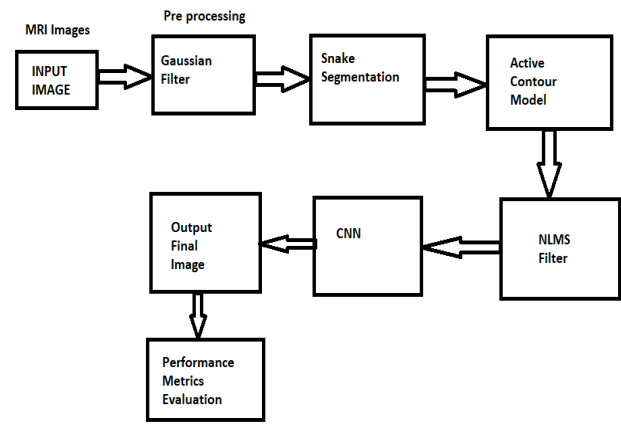 MRI Images
Pre processing
INPUT
IMAGE
Gaussian
Filter
Snake
Segmentation
Active
Contour
Model
NLMS
Filter
CNN
Output
Final
Image
Performance
Metrics
Evaluation